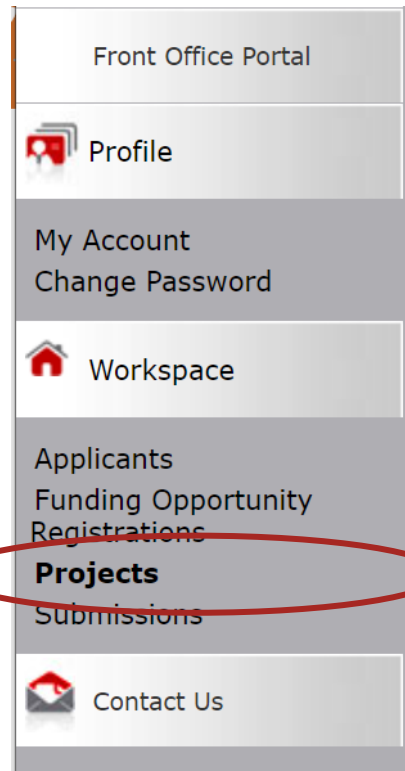 Front Office Portal
Profile
My Account
Change Password
Workspace
Applicants
Funding Opportunity
Registrations
Projects
Submissions
Contact Us